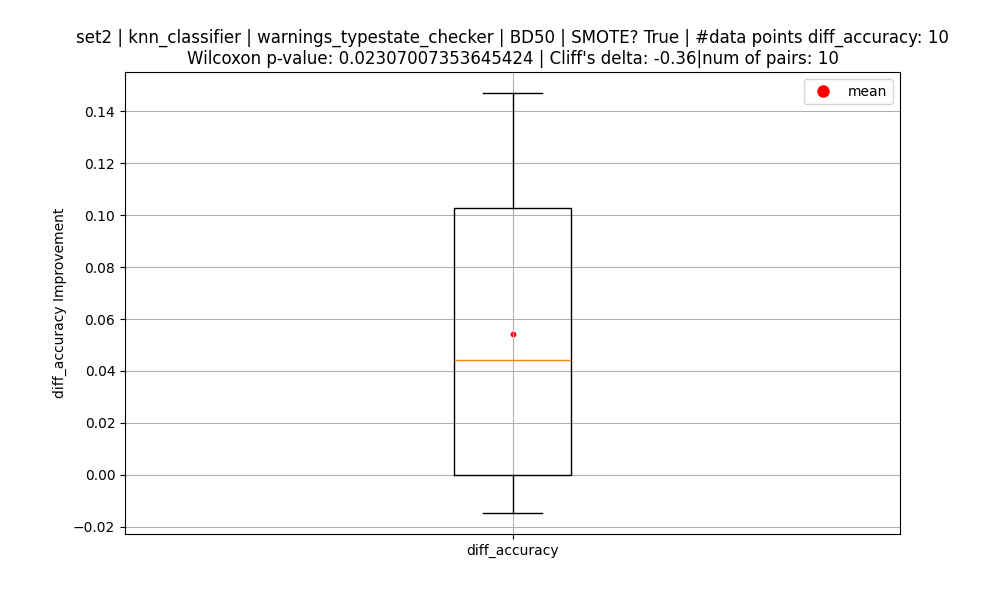 set2 | knn_classifier | warnings_typestate_checker | BD50 | SMOTE? True | #data points diff_accuracy: 10
Wilcoxon p-value: 0.02307007353645424 | Cliff's delta: -0.36|num of pairs: 10
mean
0.14
0.12
0.10
0.08
0.06
0.04
0.02
0.00
−0.02
diff_accuracy Improvement
diff_accuracy